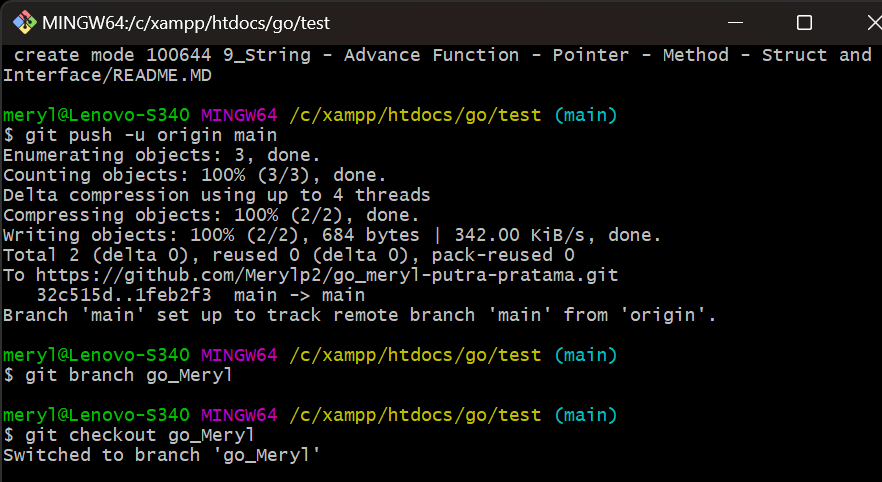 MINGW64:/c/xampp/htdocs/go/test
 create mode 100644 9_String - Advance Function - Pointer - Method - Struct and
Interface/README.MD
meryl@Lenovo-S340 MINGW64 /c/xampp/htdocs/go/test (main)
$ git push -u origin main
Enumerating objects: 3, done.
Counting objects: 100% (3/3), done.
Delta compression using up to 4 threads
Compressing objects: 100% (2/2), done.
Writing objects: 100% (2/2), 684 bytes | 342.00 KiB/s, done.
Total 2 (delta 0), reused 0 (delta 0), pack-reused 0
To https://github.com/Merylp2/go_meryl-putra-pratama.git
   32c515d..1feb2f3  main -> main
Branch 'main' set up to track remote branch 'main' from 'origin'.
meryl@Lenovo-S340 MINGW64 /c/xampp/htdocs/go/test (main)
$ git branch go_Meryl
meryl@Lenovo-S340 MINGW64 /c/xampp/htdocs/go/test (main)
$ git checkout go_Meryl
Switched to branch 'go_Meryl'